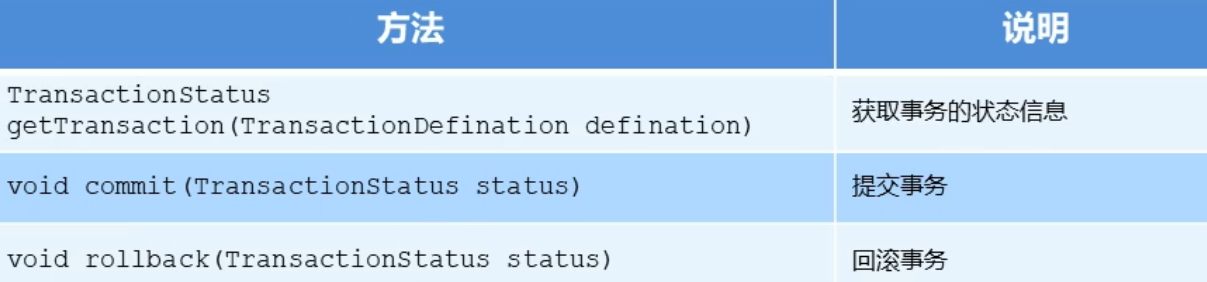 方法
说明
TransactionStatus
getTransaction(TransactionDefination defination)
获取事务的状态信息
void commit(TransactionStatus status)
提交事务
void rollback(TransactionStatus status)
回滚事务